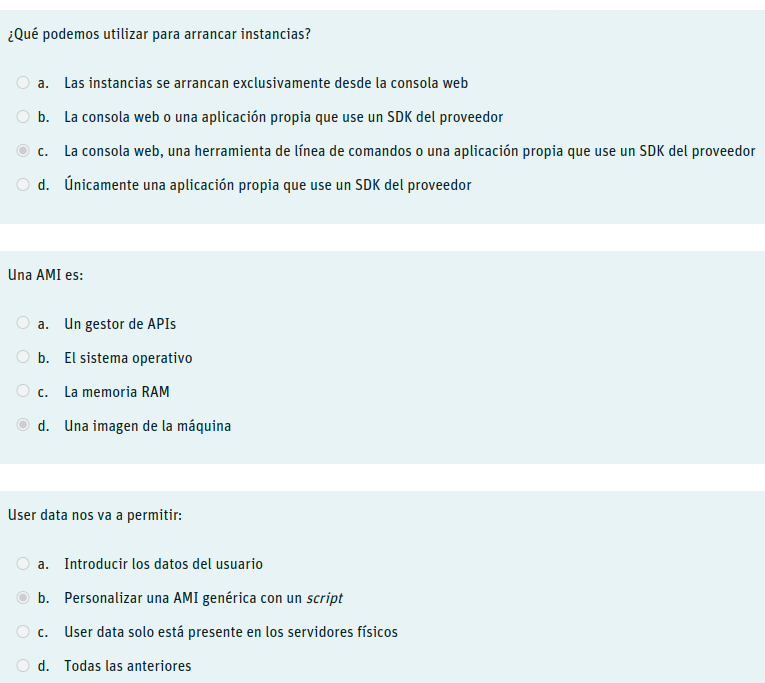 ¿Qué podemos utilizar para arrancar instancias?
a. Las instancias se arrancan exclusivamente desde la consola web
b. La consola web o una aplicación propia que use un SDK del proveedor
c. La consola web, una herramienta de línea de comandos o una aplicación propia que use un SDK del proveedor
d. Únicamente una aplicación propia que use un SDK del proveedor
Una AMI es:
a. Un gestor de APIs
b. El sistema operativo
c. La memoria RAM
d. Una imagen de la máquina
User data nos va a permitir:
a. Introducir los datos del usuario
b. Personalizar una AMI genérica con un script
c. User data solo está presente en los servidores físicos
d. Todas las anteriores